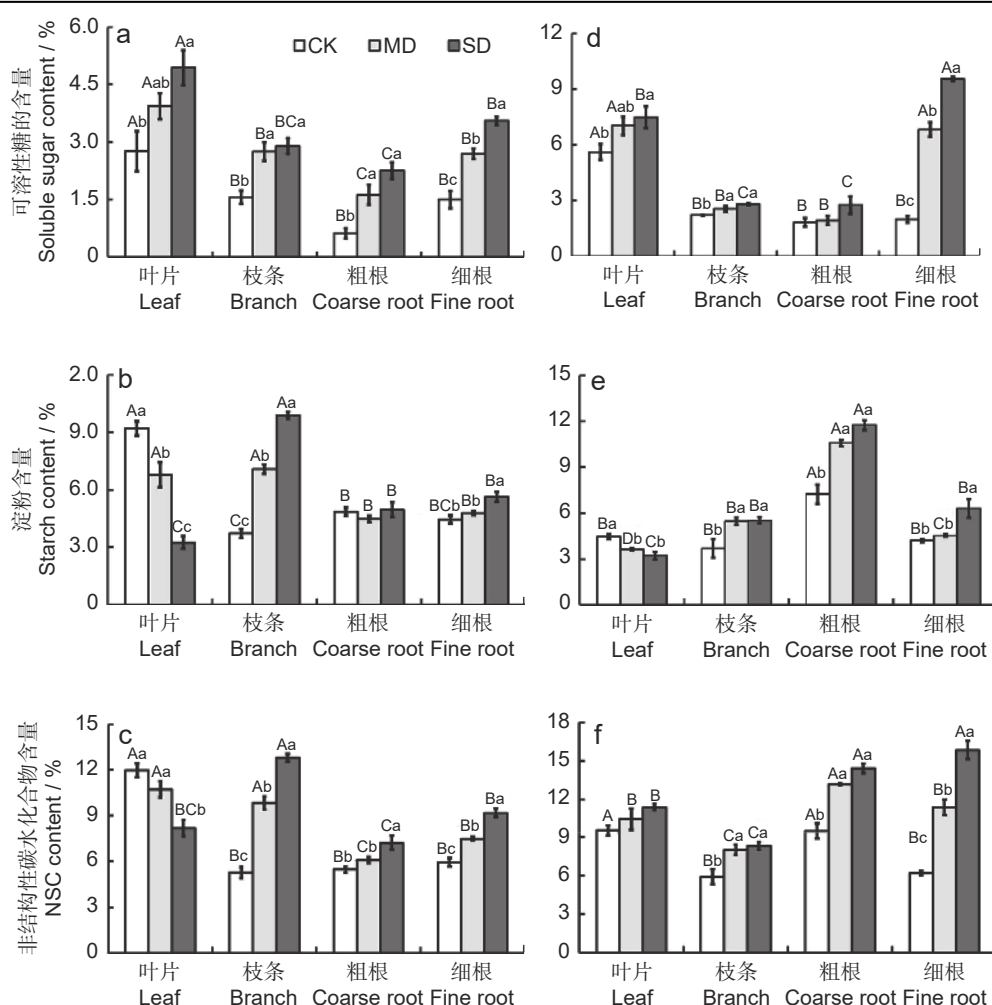 可溶性糖的含量
Soluble sugar content / %
6.0
4.5
3.0
1.5
0
a
CK MD SD
Ab Aab Aa
Bb Ba BCa
Bb Ca Ca
Bc Bb Ba
叶片 枝条 粗根 细根
Leaf Branch Coarse root Fine root
12
9
6
3
0
d
Ab Aab Ba
Bb Ba Ca
B B C
Bc Ab Aa
叶片 枝条 粗根 细根
Leaf Branch Coarse root Fine root
淀粉含量
Starch content / %
2.0
9.0
6.0
3.0
0
b
Aa Ab Cc
Cc Ab Aa
B B B
BCb Bb Ba
叶片 枝条 粗根 细根
Leaf Branch Coarse root Fine root
15
12
9
6
3
0
e
Ba Db Cb
Bb Ba Ba
Ab Aa Aa
Bb Cb Ba
叶片 枝条 粗根 细根
Leaf Branch Coarse root Fine root
非结构性碳水化合物含量
NSC content / %
15
12
9
6
3
0
c
Aa Aa BCb
Bc Ab Aa
Bb Cb Ca
Bc Bb Ba
叶片 枝条 粗根 细根
Leaf Branch Coarse root Fine root
18
15
12
9
6
3
0
f
A B B
Bb Ca Ca
Ab Aa Aa
Bc Bb Aa
叶片 枝条 粗根 细根
Leaf Branch Coarse root Fine root